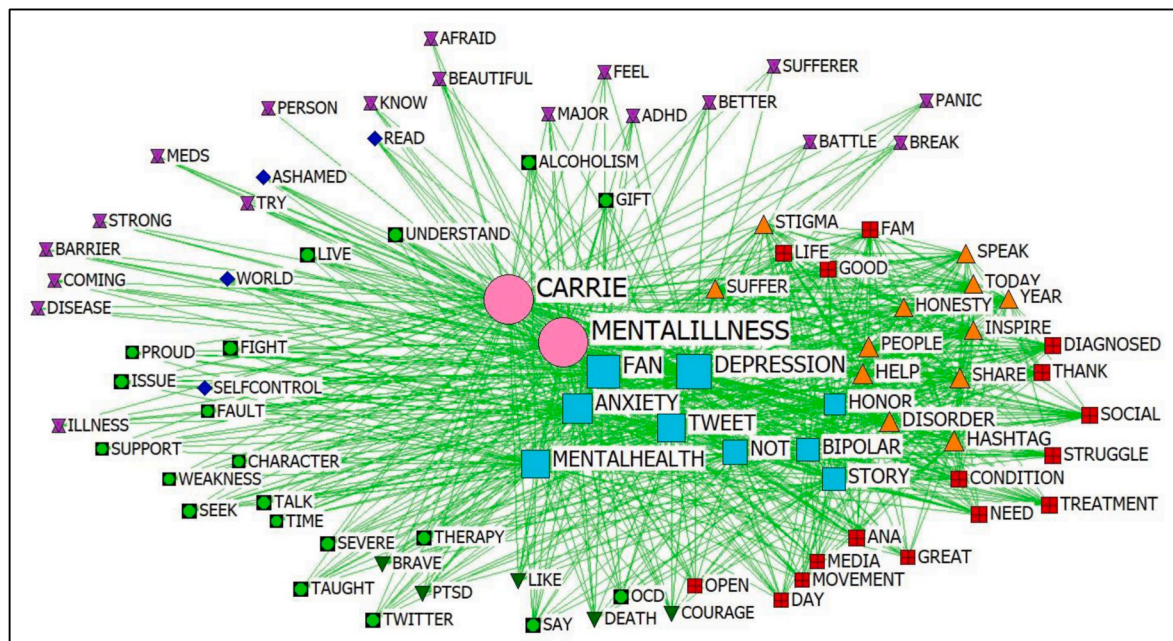 AFRAID
BEAUTIFUL
FEEL
SUFFERER
PERSON
KNOW
MAJOR
ADHD
BETTER
PANIC
READ
BATTLE
BREAK
MEDS
ALCOHOLISM
ASHAMED
TRY
GIFT
STRONG
UNDERSTAND
STIGMA
FAM
BARRIER
LIVE
LIFE
GOOD
SPEAK
COMING
WORLD
CARRIE
SUFFER
TODAY
YEAR
DISEASE
HONESTY
MENTALILLNESS
INSPIRE
PROUD
FIGHT
PEOPLE
DIAGNOSED
FAN
DEPRESSION
HELP
SHARE
THANK
ISSUE
SELFCONTROL
ANXIETY
HONOR
FAULT
SOCIAL
ILLNESS
TWEET
DISORDER
HASHTAG
SUPPORT
CHARACTER
MENTALHEALTH
NOT
BIPOLAR
STRUGGLE
WEAKNESS
STORY
CONDITION
SEEK
TALK
TIME
NEED
TREATMENT
SEVERE
THERAPY
ANA
BRAVE
MEDIA
GREAT
TAUGHT
PTSD
LIKE
OPEN
MOVEMENT
TWITTER
SAY
DEATH
OCD
COURAGE
DAY